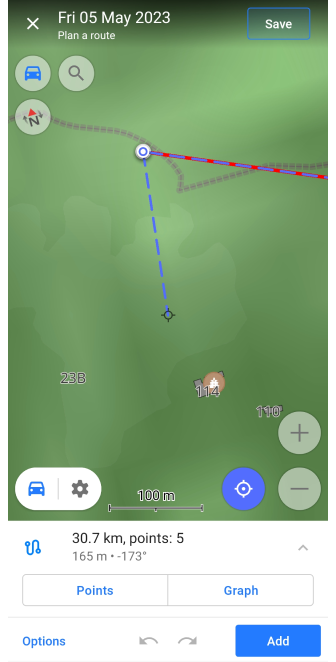 Fri 05 May 2023
Plan a route
Save
N
23B
114
110
100 m
30.7 km, points: 5
165 m • -173°
Points
Graph
Options
Add